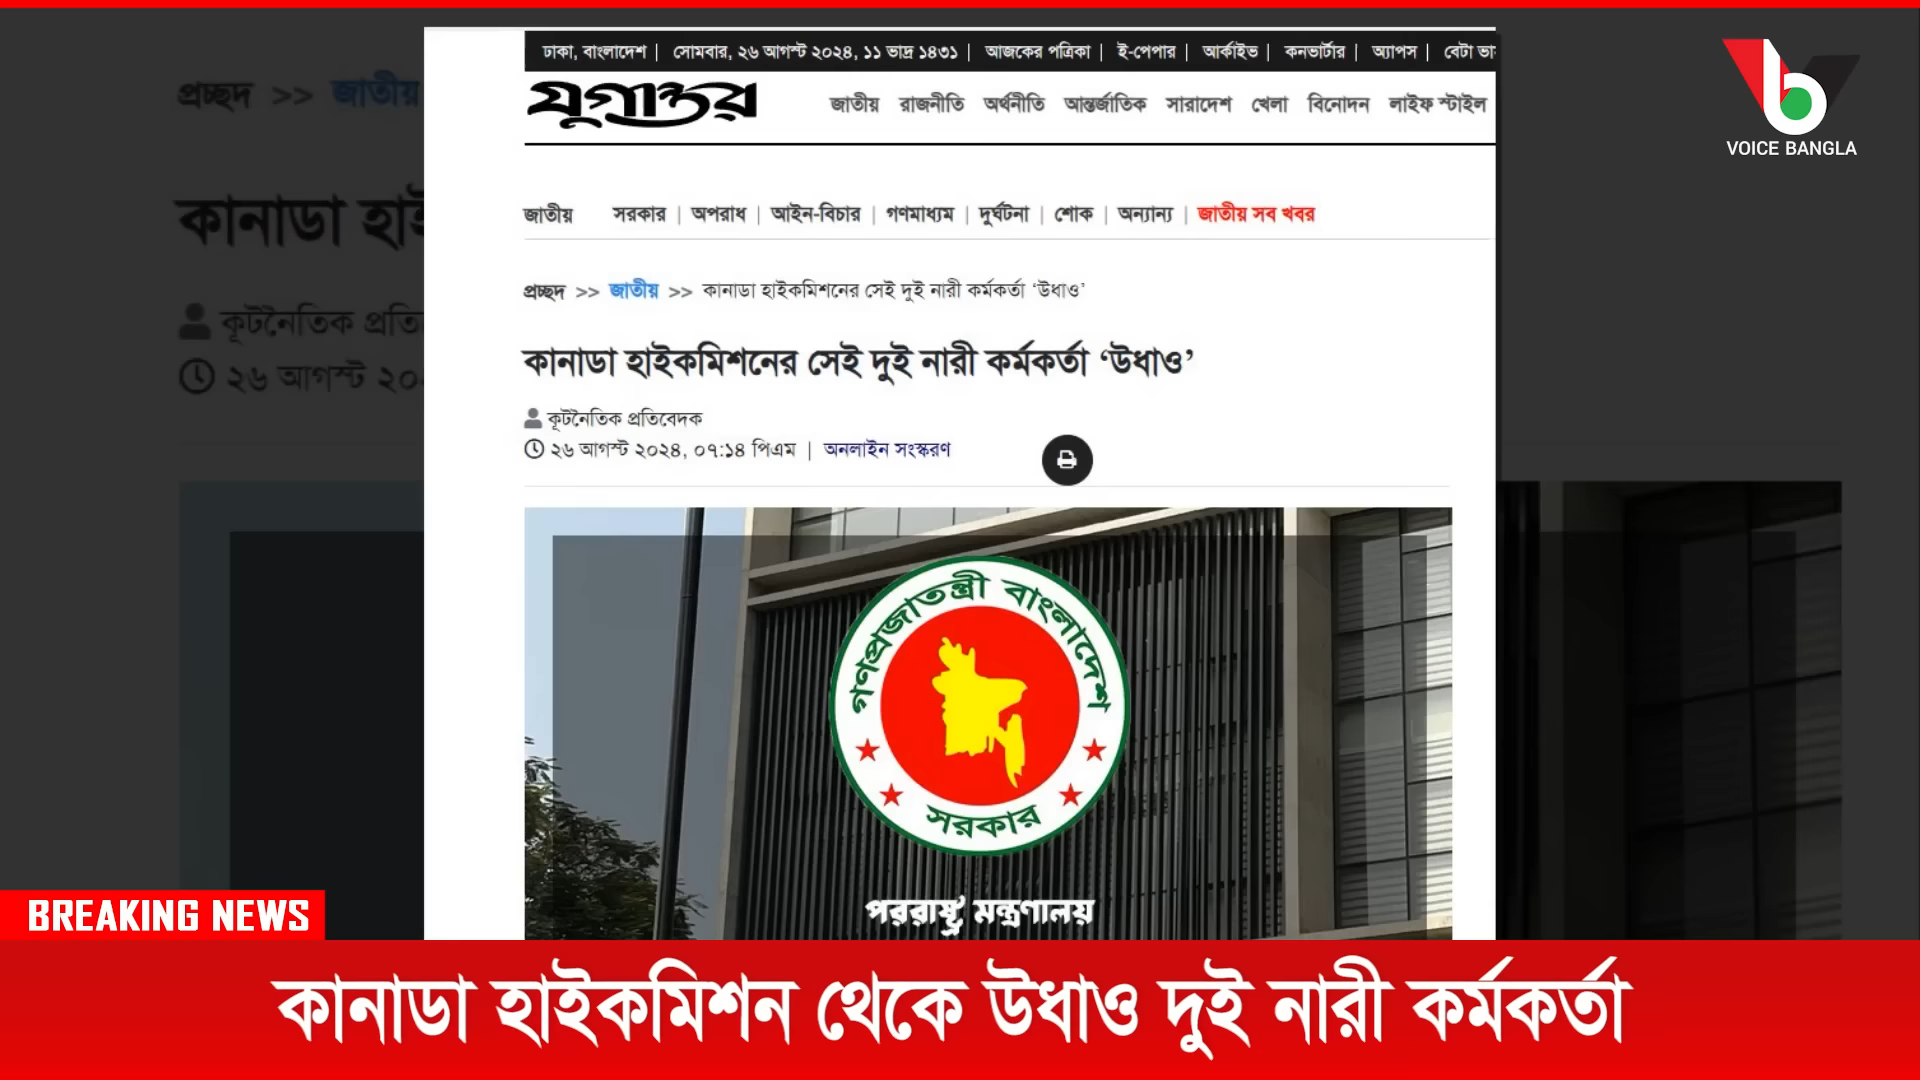 ঢাকা, বাংলাদেশ | সোমবার, ২৬ আগস্ট ২০২৪, ১১ ভাদ্র ১৪৩১ | আজকের পত্রিকা | ই-পেপার | আর্কাইভ | কনভার্টার | অ্যাপস | বেটা
যুগান্তর
জাতীয় রাজনীতি অর্থনীতি আন্তর্জাতিক সারাদেশ খেলা বিনোদন লাইফ স্টাইল
VOICE BANGLA
প্রচ্ছদ >> জাতীয়
জাতীয় সরকার | অপরাধ | আইন-বিচার | গণমাধ্যম | দুর্ঘটনা | শোক | অন্যান্য | জাতীয় সব খবর
কানাডা
প্রচ্ছদ >> জাতীয় >> কানাডা হাইকমিশনের সেই দুই নারী কর্মকর্তা ‘উধাও’
কানাডা হাইকমিশনের সেই দুই নারী কর্মকর্তা ‘উধাও’
কূটনৈতিক
২৬ আগস্ট
কূটনৈতিক প্রতিবেদক
২৬ আগস্ট ২০২৪, ০৭:১৪ পিএম | অনলাইন সংস্করণ
গণপ্রজাতন্ত্রী বাংলাদেশ
সরকার
পররাষ্ট্র মন্ত্রণালয়
BREAKING NEWS
কানাডা হাইকমিশন থেকে উধাও দুই নারী কর্মকর্তা